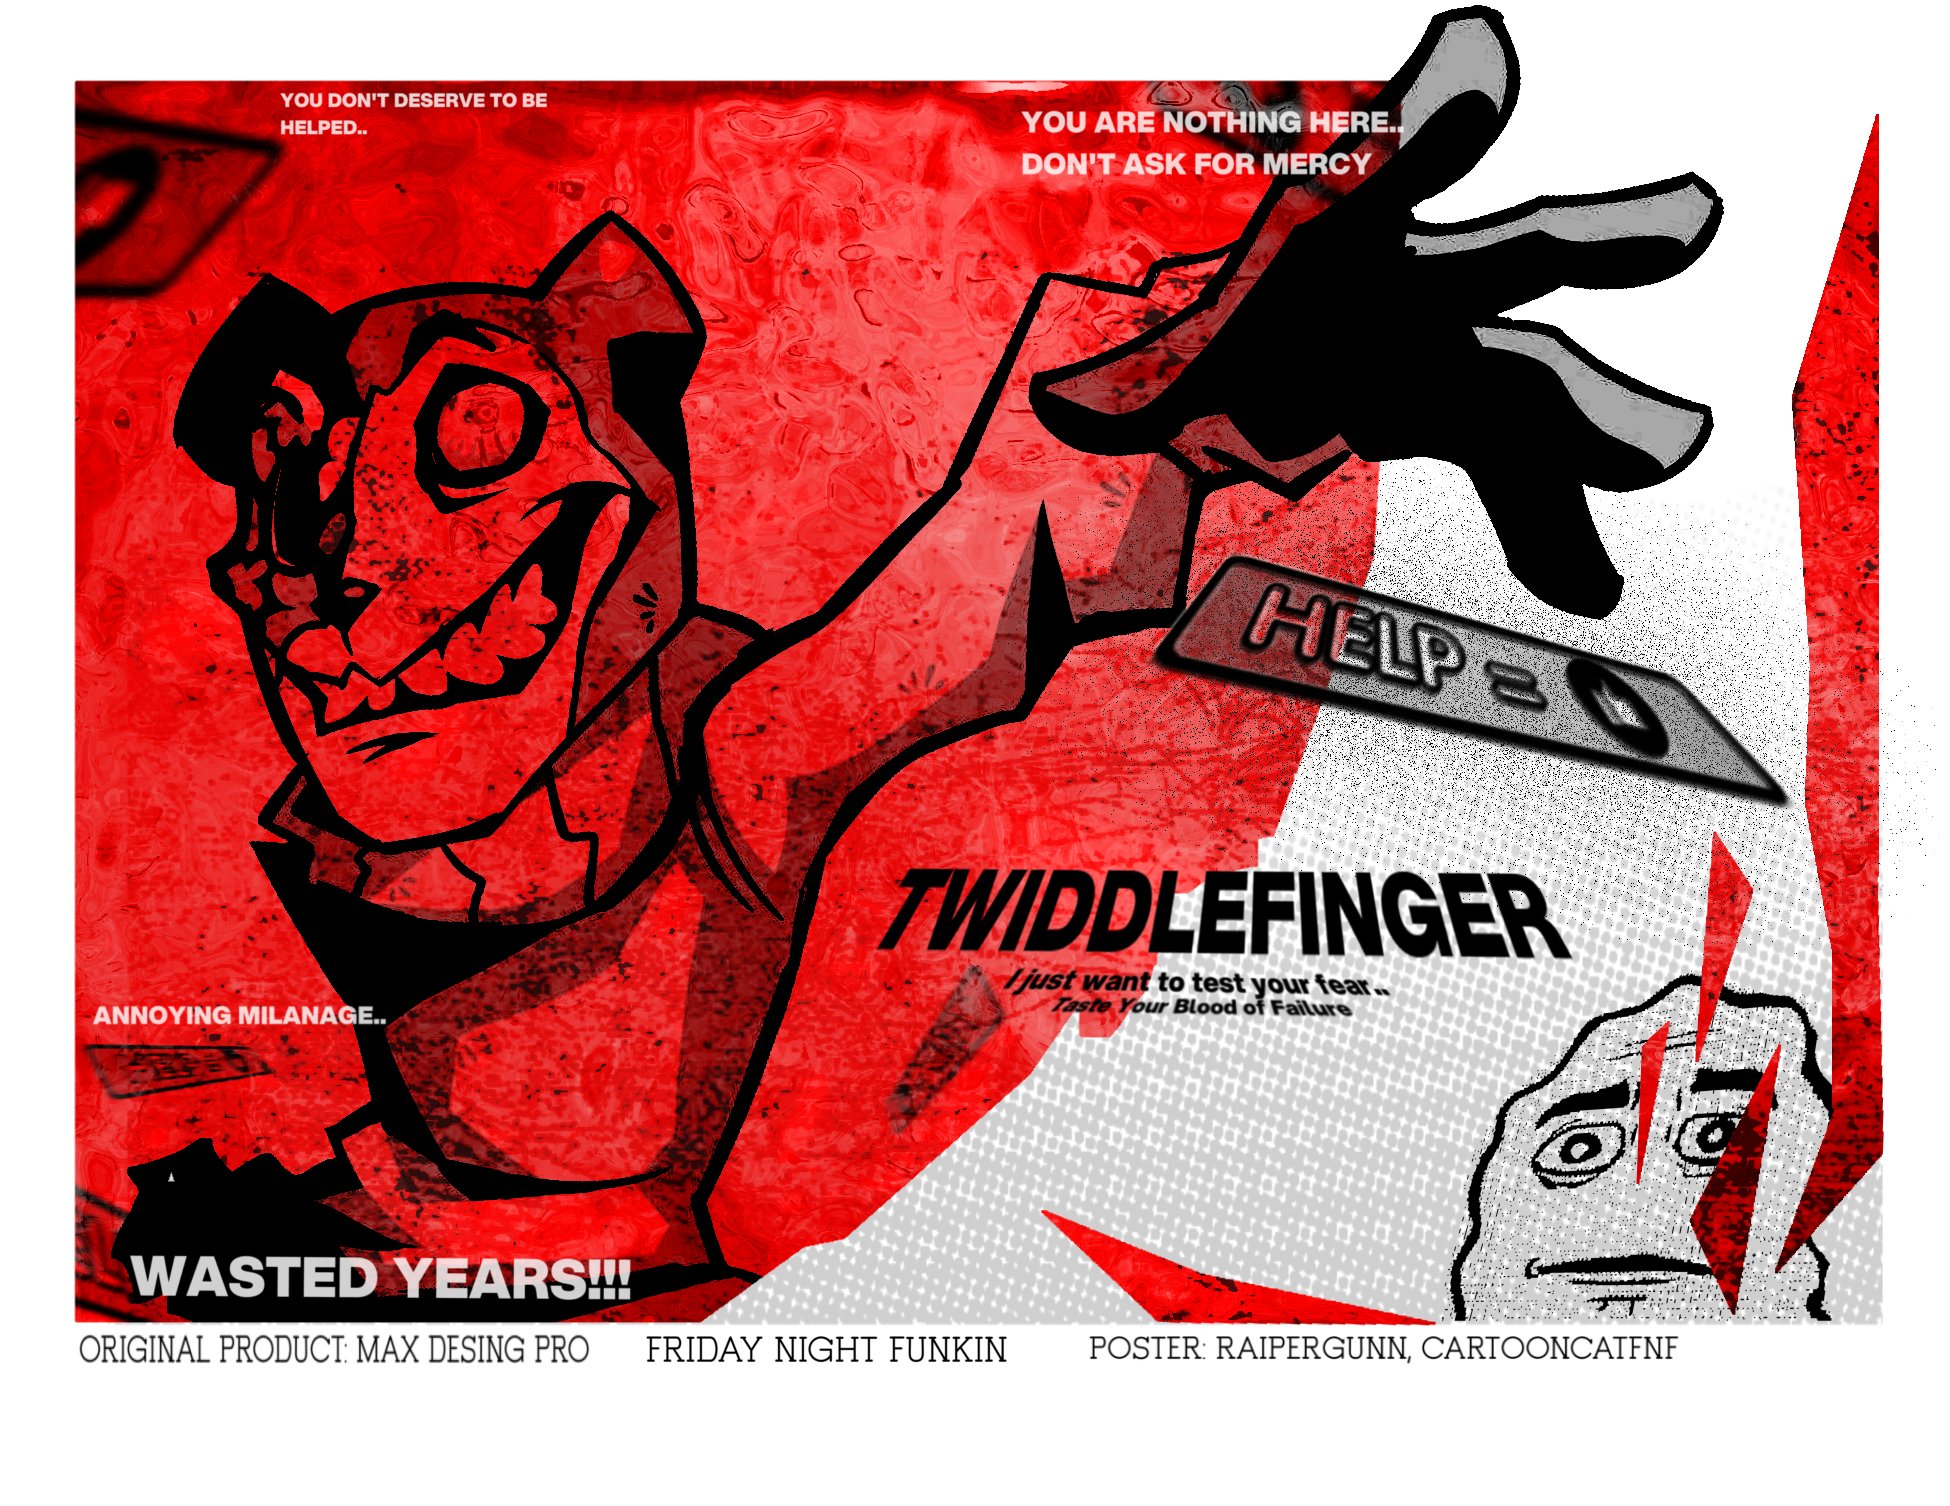 YOU DON'T DESERVE TO BE
HELPED..
YOU ARE NOTHING HERE..
DON'T ASK FOR MERCY
HELP =
TWIDDLEFINGER
I just want to test your fear..
Taste Your Blood of Failure
ANNOYING MILANAGE..
WASTED YEARS!!!
ORIGINAL PRODUCT: MAX DESING PRO
FRIDAY NIGHT FUNKIN
POSTER: RAIPERGUNN, CARTOONCATFNF